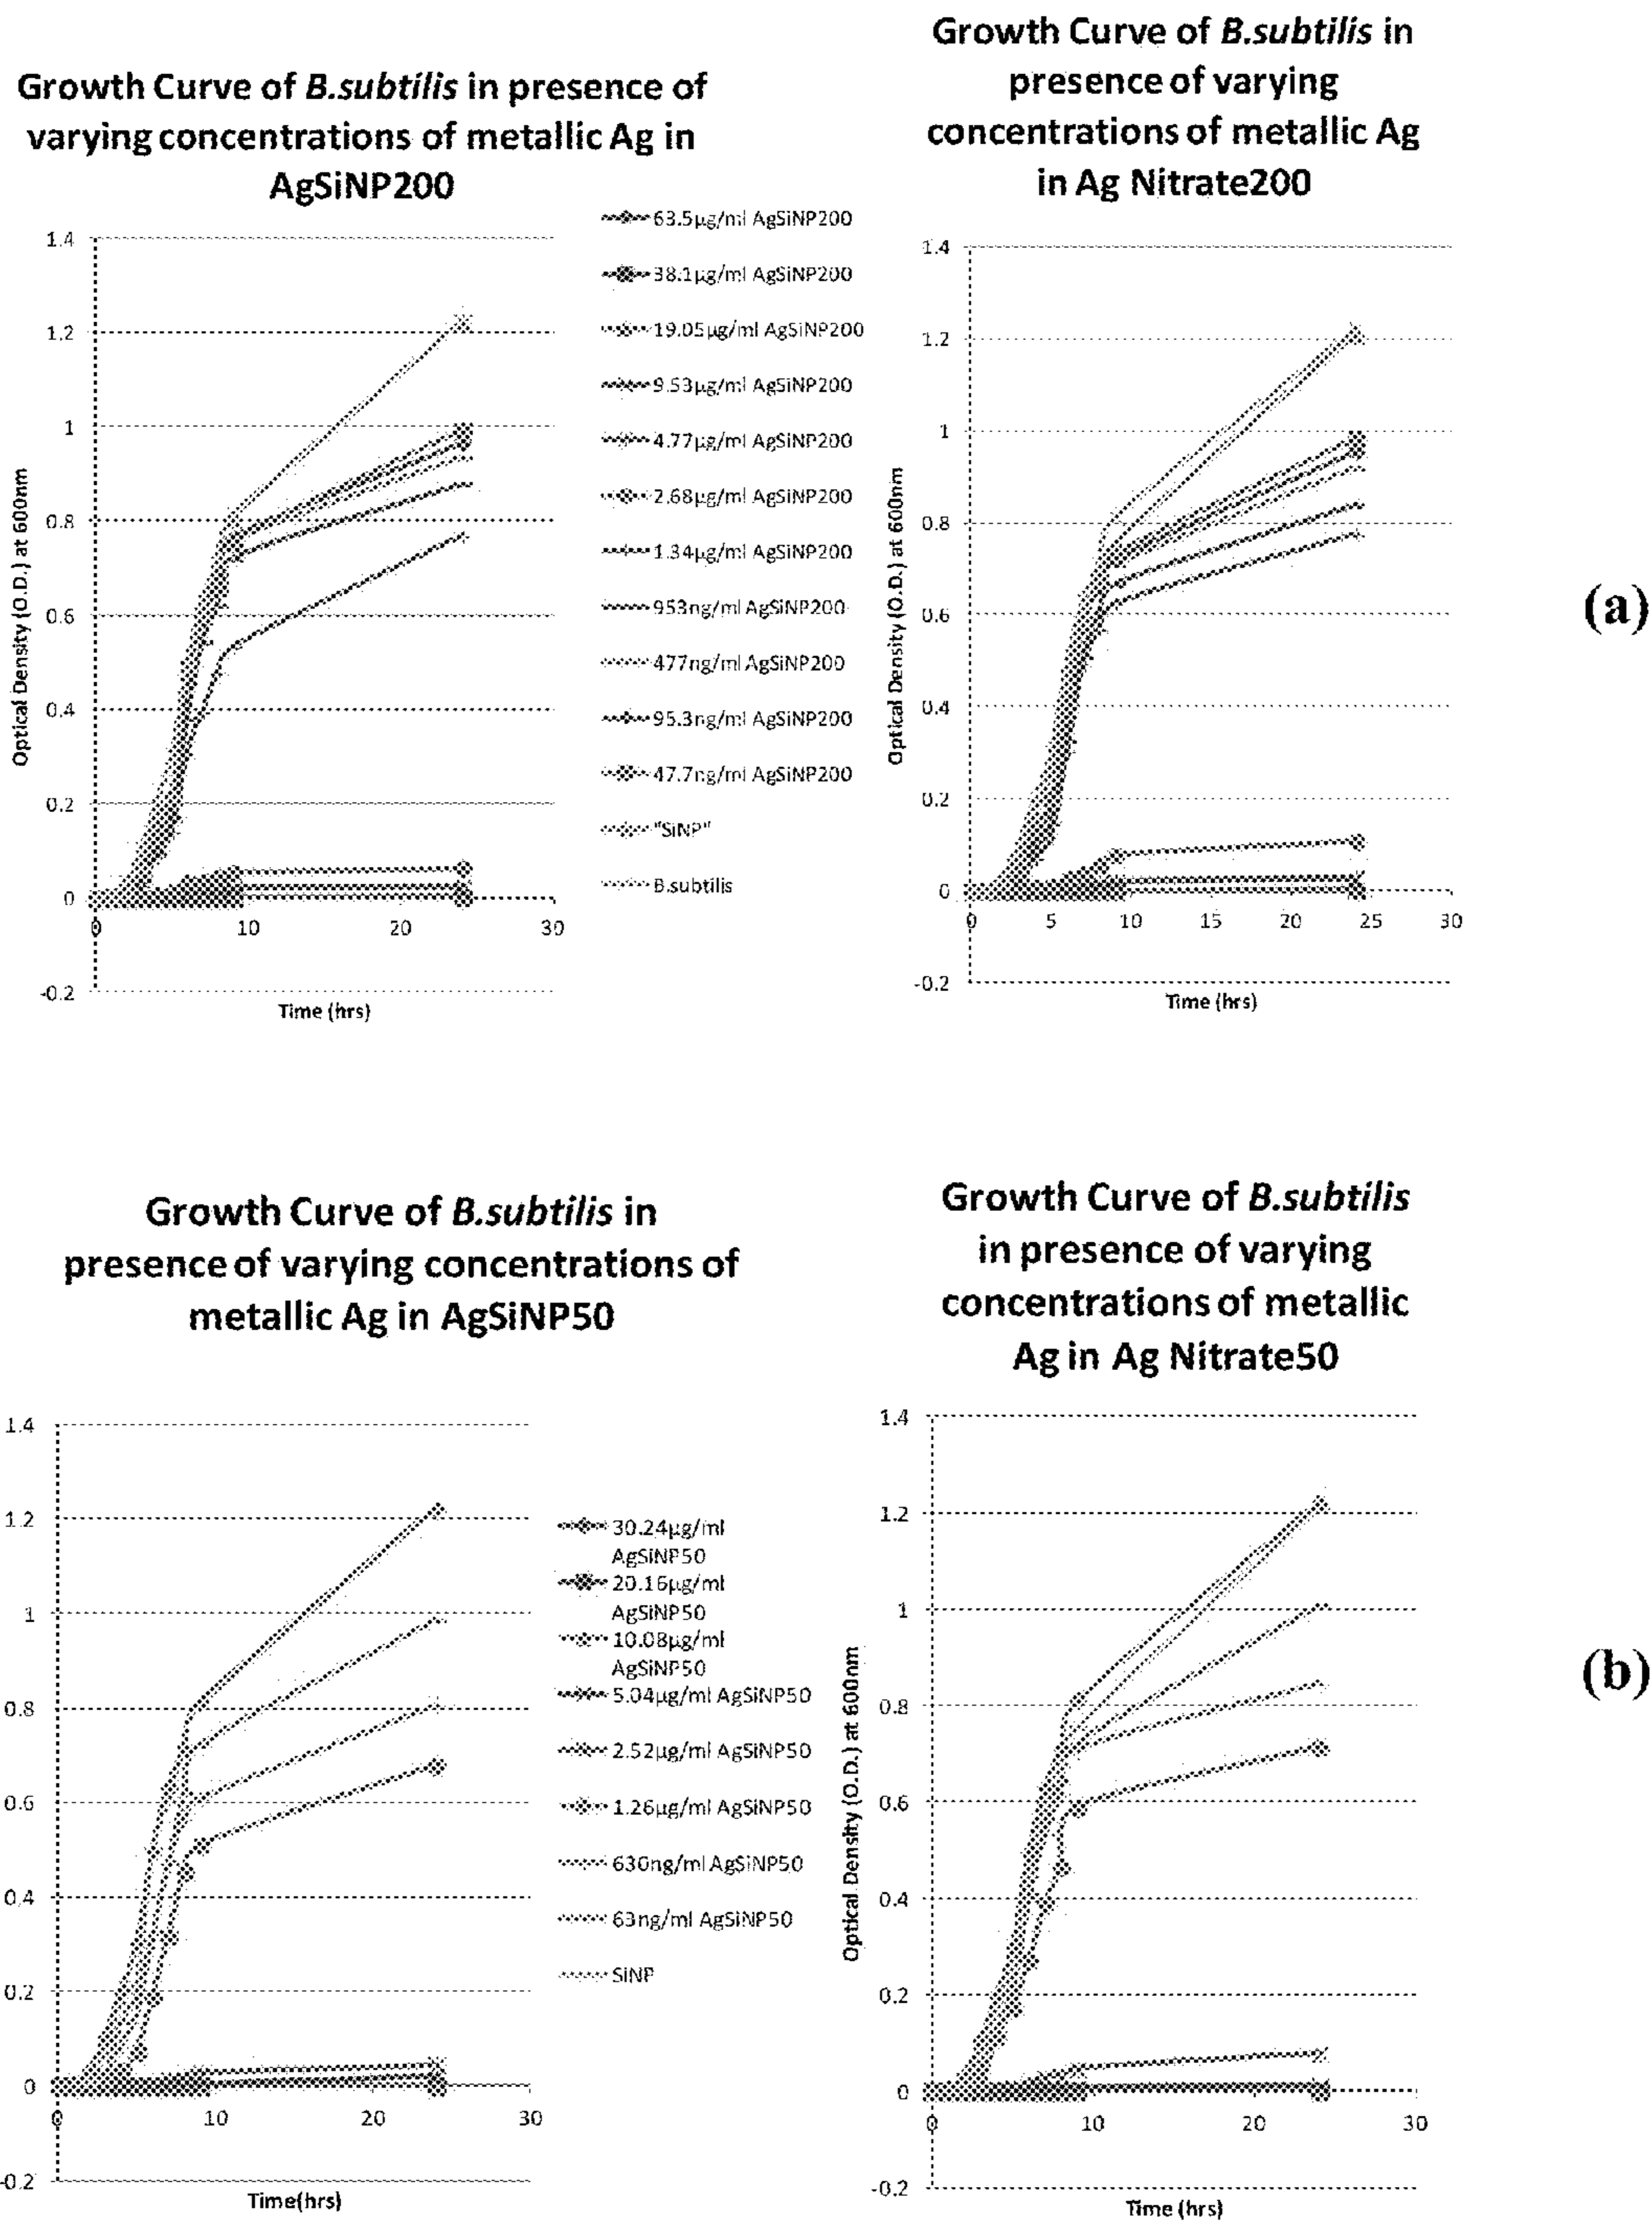 Growth Curve of B.subtilis in presence of
varying concentrations of metallic Ag in
AgSiNP200
1.4
1.2
1
0.8
0.6
0.4
0.2
0
-0.2
0
10
20
30
Optical Density (O.D.) at 600nm
Time (hrs)
63.5µg/ml AgSiNP200
38.1µg/ml AgSiNP200
19.05µg/ml AgSiNP200
9.53µg/ml AgSiNP200
4.77µg/ml AgSiNP200
2.68µg/ml AgSiNP200
1.34µg/ml AgSiNP200
953ng/ml AgSiNP200
477ng/ml AgSiNP200
95.3ng/ml AgSiNP200
47.7ng/ml AgSiNP200
"SiNP"
B.subtilis
Growth Curve of B.subtilis in
presence of varying
concentrations of metallic Ag
in Ag Nitrate200
1.4
1.2
1
0.8
0.6
0.4
0.2
0
-0.2
0
5
10
15
20
25
30
Optical Density (O.D.) at 600nm
Time (hrs)
(a)
Growth Curve of B.subtilis in
presence of varying concentrations of
metallic Ag in AgSiNP50
1.4
1.2
1
0.8
0.6
0.4
0.2
0
-0.2
0
10
20
30
Time(hrs)
30.24µg/ml
AgSiNP50
20.16µg/ml
AgSiNP50
10.08µg/ml
AgSiNP50
5.04µg/ml AgSiNP50
2.52µg/ml AgSiNP50
1.26µg/ml AgSiNP50
630ng/ml AgSiNP50
63ng/ml AgSiNP50
SiNP
Growth Curve of B.subtilis
in presence of varying
concentrations of metallic
Ag in Ag Nitrate50
1.4
1.2
1
0.8
0.6
0.4
0.2
0
-0.2
0
10
20
30
Optical Density (O.D.) at 600nm
Time (hrs)
(b)